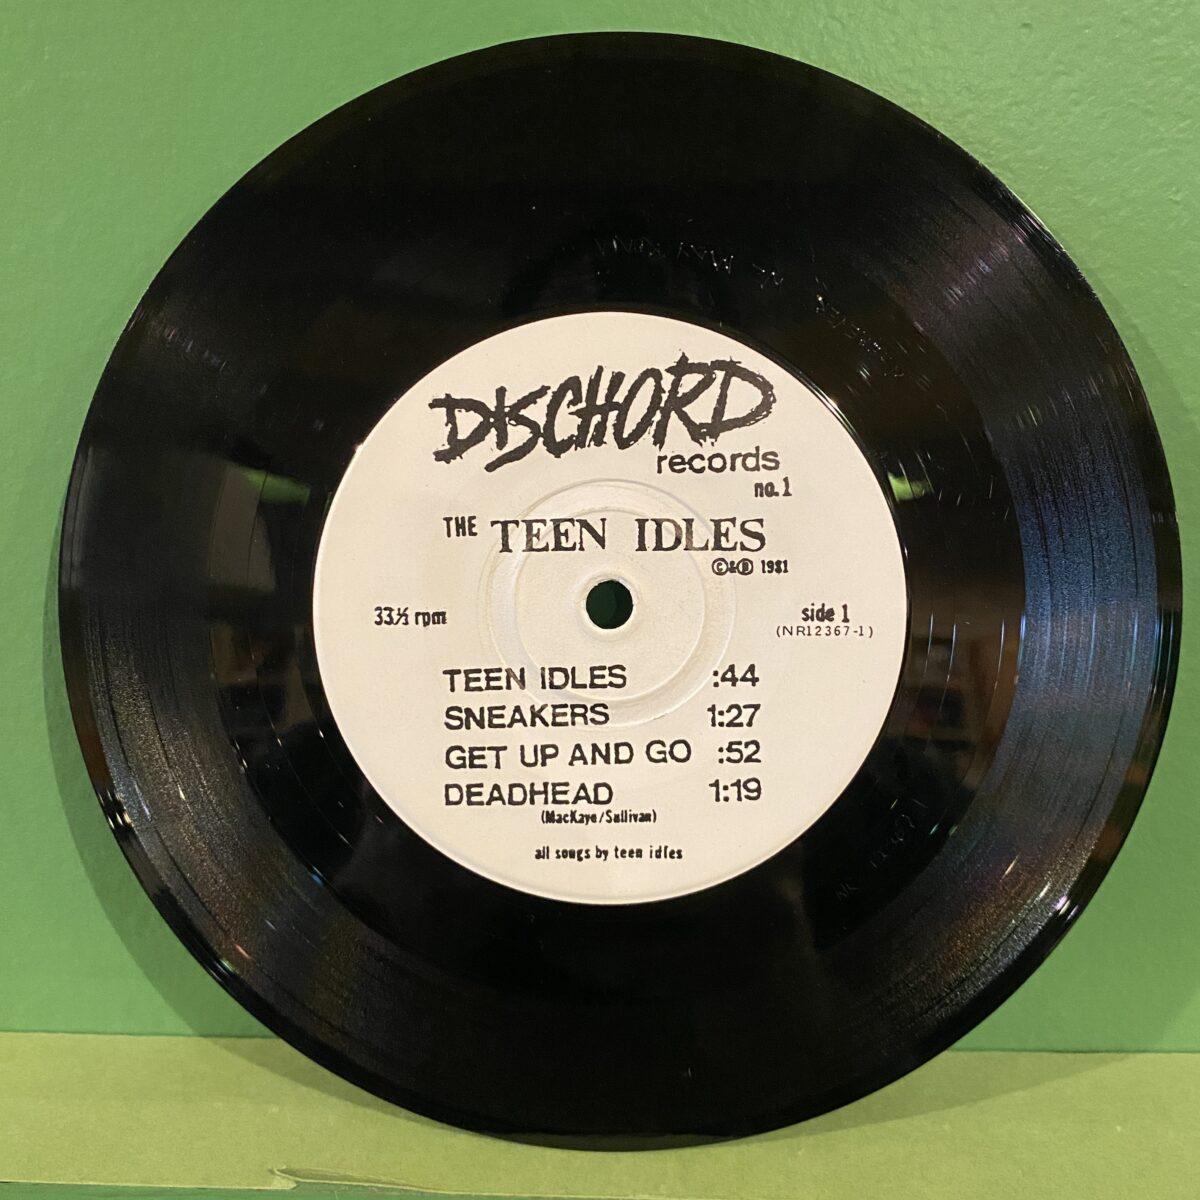 DISCHORD
records
no. 1
THE TEEN IDLES
©&℗ 1981
33⅓ rpm
side 1
(NR12367-1)
TEEN IDLES :44
SNEAKERS 1:27
GET UP AND GO :52
DEADHEAD 1:19
(MacKaye/Sullivan)
all songs by teen idles